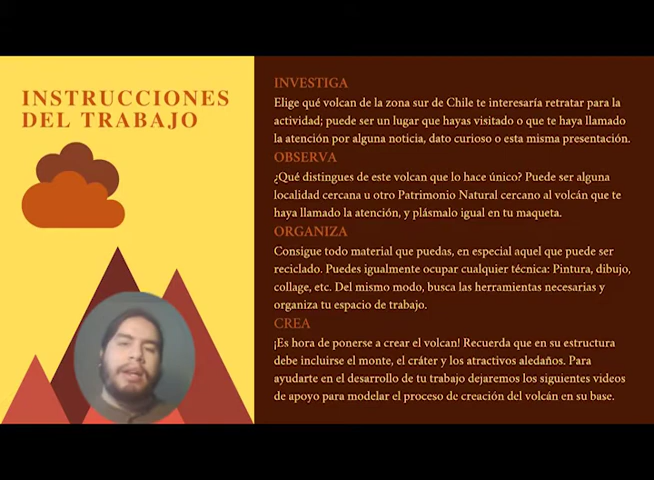 INSTRUCCIONES
DEL TRABAJO
INVESTIGA
Elige qué volcan de la zona sur de Chile te interesaría retratar para la
actividad; puede ser un lugar que hayas visitado o que te haya llamado
la atención por alguna noticia, dato curioso o esta misma presentación.
OBSERVA
¿Qué distingues de este volcan que lo hace único? Puede ser alguna
localidad cercana u otro Patrimonio Natural cercano al volcán que te
haya llamado la atención, y plásmalo igual en tu maqueta.
ORGANIZA
Consigue todo material que puedas, en especial aquel que puede ser
reciclado. Puedes igualmente ocupar cualquier técnica: Pintura, dibujo,
collage, etc. Del mismo modo, busca las herramientas necesarias y
organiza tu espacio de trabajo.
CREA
¡Es hora de ponerse a crear el volcan! Recuerda que en su estructura
debe incluirse el monte, el cráter y los atractivos aledaños. Para
ayudarte en el desarrollo de tu trabajo dejaremos los siguientes videos
de apoyo para modelar el proceso de creación del volcán en su base.